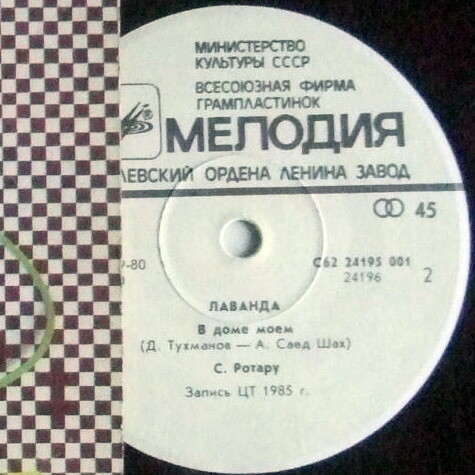 МИНИСТЕРСТВО
КУЛЬТУРЫ СССР
ВСЕСОЮЗНАЯ ФИРМА
ГРАМПЛАСТИНОК
МЕЛОДИЯ
ЛЕВСКИЙ ОРДЕНА ЛЕНИНА ЗАВОД
45
-80
С62 24195 001
24196
2
ЛАВАНДА
В доме моем
(Д. Тухманов — А. Саед Шах)
С. Ротару
Запись ЦТ 1985 г.